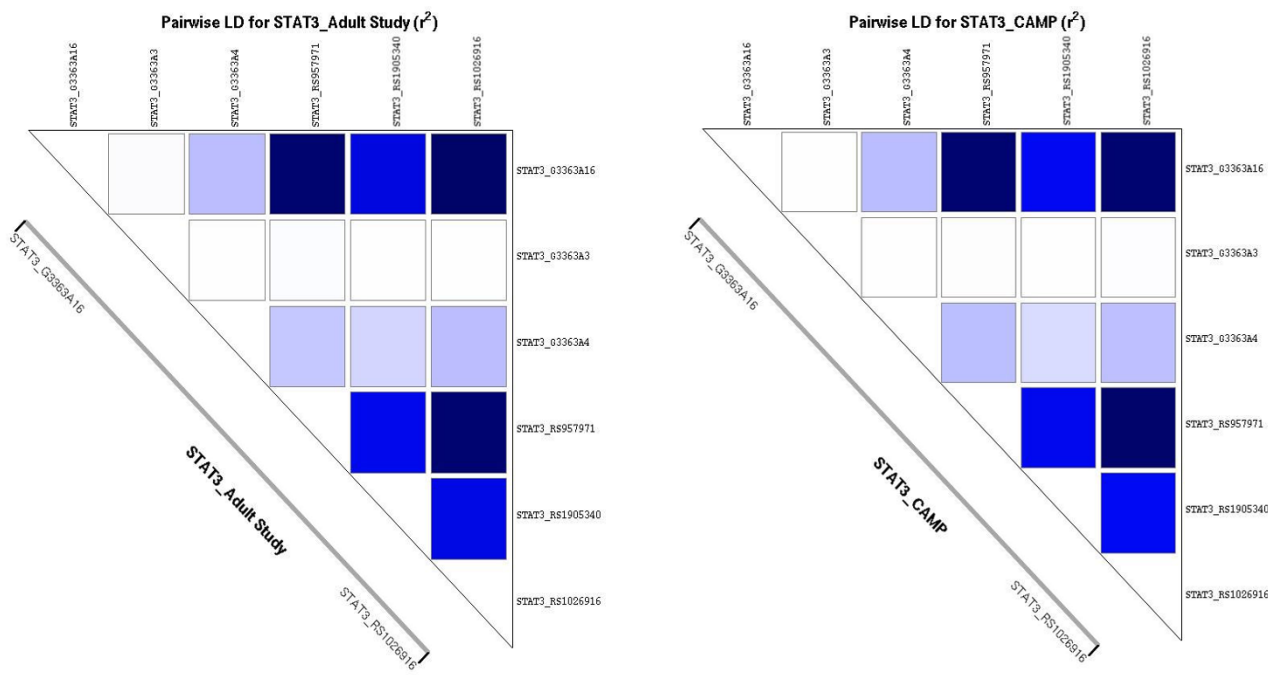 Pairwise LD for STAT3_Adult Study (r²)
STAT3_G3363A16
STAT3_G3363A3
STAT3_G3363A4
STAT3_RS957971
STAT3_RS1905340
STAT3_RS1026916
STAT3_G3363A16
STAT3_G3363A3
STAT3_G3363A4
STAT3_RS957971
STAT3_RS1905340
STAT3_RS1026916
STAT3_G3363A16
STAT3_Adult Study
STAT3_RS1026916
Pairwise LD for STAT3_CAMP (r²)
STAT3_G3363A16
STAT3_G3363A3
STAT3_G3363A4
STAT3_RS957971
STAT3_RS1905340
STAT3_RS1026916
STAT3_G3363A16
STAT3_G3363A3
STAT3_G3363A4
STAT3_RS957971
STAT3_RS1905340
STAT3_RS1026916
STAT3_G3363A16
STAT3_CAMP
STAT3_RS1026916